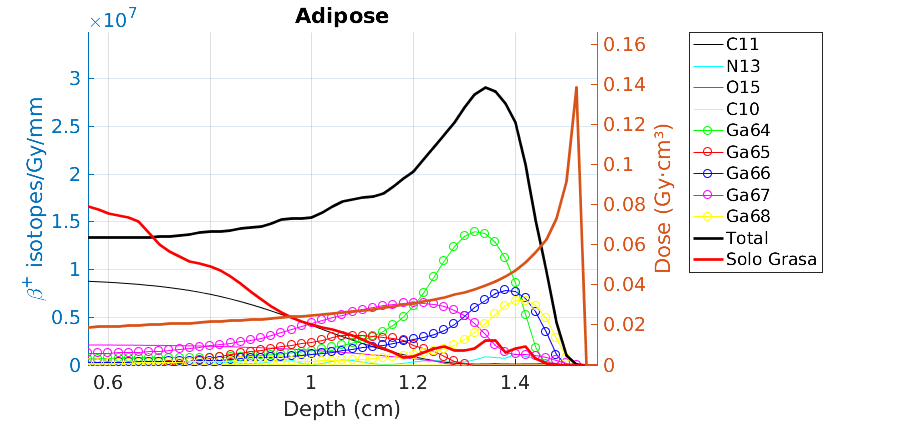 Adipose
×10⁷
β⁺ isotopes/Gy/mm
3
2.5
2
1.5
1
0.5
0
0.6
0.8
1
1.2
1.4
Depth (cm)
0.16
0.14
0.12
0.1
0.08
0.06
0.04
0.02
0
Dose (Gy·cm³)
C11
N13
O15
C10
Ga64
Ga65
Ga66
Ga67
Ga68
Total
Solo Grasa